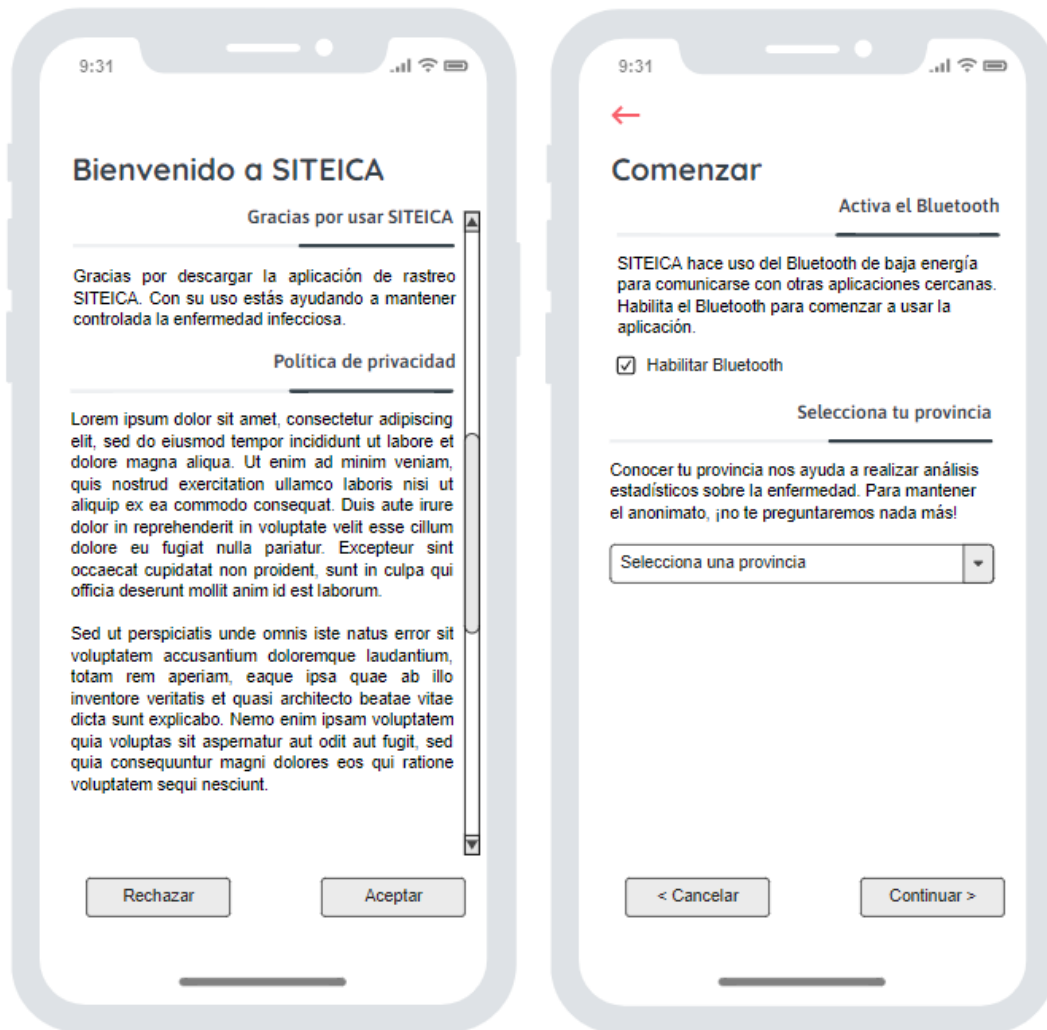 9:31
Bienvenido a SITEICA
Gracias por usar SITEICA
Gracias por descargar la aplicación de rastreo
SITEICA. Con su uso estás ayudando a mantener
controlada la enfermedad infecciosa.
Política de privacidad
Lorem ipsum dolor sit amet, consectetur adipiscing
elit, sed do eiusmod tempor incididunt ut labore et
dolore magna aliqua. Ut enim ad minim veniam,
quis nostrud exercitation ullamco laboris nisi ut
aliquip ex ea commodo consequat. Duis aute irure
dolor in reprehenderit in voluptate velit esse cillum
dolore eu fugiat nulla pariatur. Excepteur sint
occaecat cupidatat non proident, sunt in culpa qui
officia deserunt mollit anim id est laborum.
Sed ut perspiciatis unde omnis iste natus error sit
voluptatem accusantium doloremque laudantium,
totam rem aperiam, eaque ipsa quae ab illo
inventore veritatis et quasi architecto beatae vitae
dicta sunt explicabo. Nemo enim ipsam voluptatem
quia voluptas sit aspernatur aut odit aut fugit, sed
quia consequuntur magni dolores eos qui ratione
voluptatem sequi nesciunt.
Rechazar
Aceptar
9:31
Comenzar
Activa el Bluetooth
SITEICA hace uso del Bluetooth de baja energía
para comunicarse con otras aplicaciones cercanas.
Habilita el Bluetooth para comenzar a usar la
aplicación.
Habilitar Bluetooth
Selecciona tu provincia
Conocer tu provincia nos ayuda a realizar análisis
estadísticos sobre la enfermedad. Para mantener
el anonimato, ¡no te preguntaremos nada más!
Selecciona una provincia
< Cancelar
Continuar >